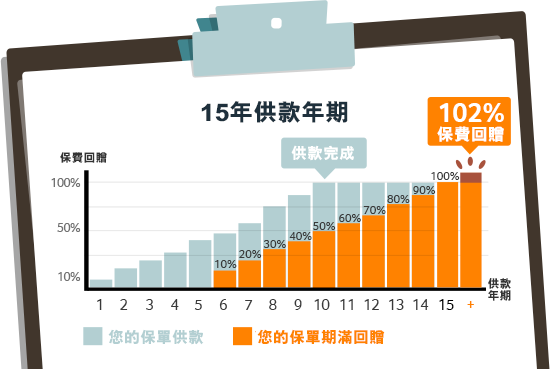 15年供款年期
102%
保費回贈
供款完成
保費回贈
100%
50%
10%
10% 20% 30% 40% 50% 60% 70% 80% 90% 100%
1 2 3 4 5 6 7 8 9 10 11 12 13 14 15 +
供款
年期
您的保單供款 您的保單期滿回贈